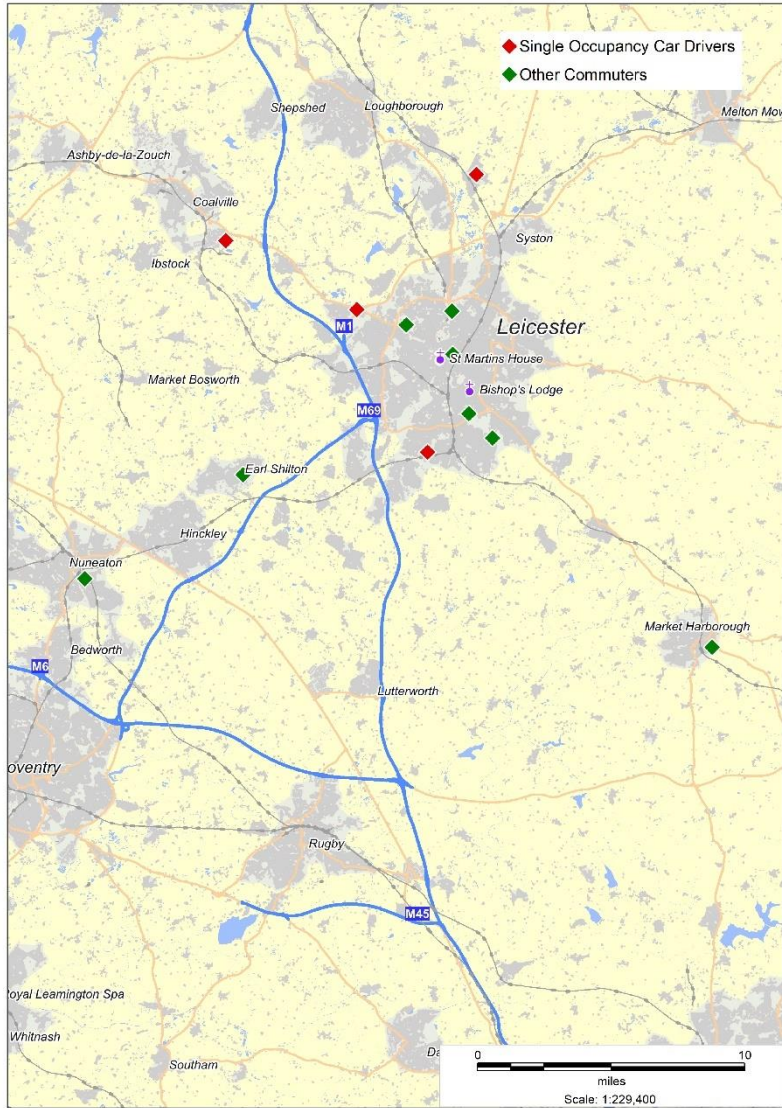 Single Occupancy Car Drivers
Other Commuters
Shepshed
Loughborough
Melton Mow
Ashby-de-la-Zouch
Coalville
Syston
Ibstock
M1
Leicester
St Martins House
Market Bosworth
Bishop's Lodge
M69
Earl Shilton
Hinckley
Nuneaton
Market Harborough
Bedworth
M6
Lutterworth
oventry
Rugby
M45
Royal Leamington Spa
Whitnash
Southam
Da
0 10
miles
Scale: 1:229,400